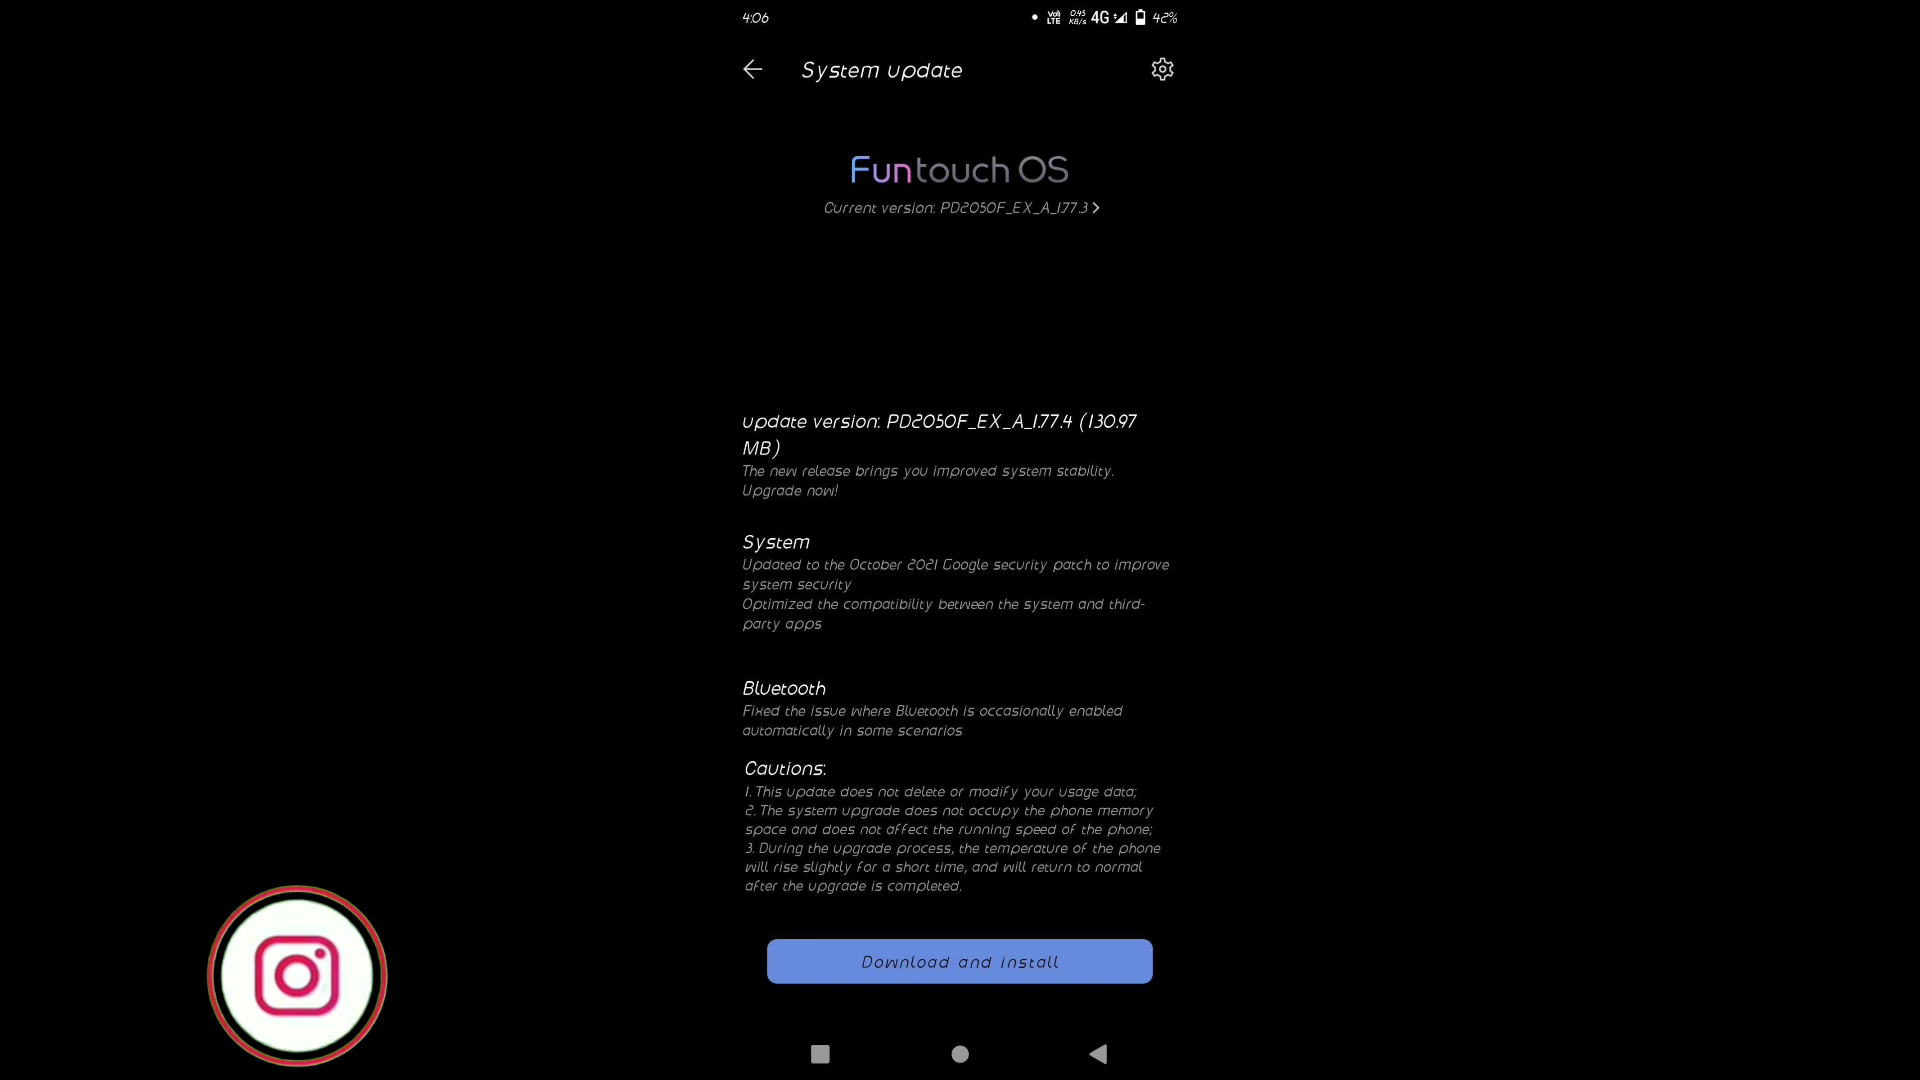 4:06
Vo) LTE 0.45 KB/s 4G 42%
System update
Funtouch OS
Current version: PD2050F_EX_A_1.77.3
update version: PD2050F_EX_A_1.77.4 (130.97
MB)
The new release brings you improved system stability.
Upgrade now!
System
Updated to the October 2021 Google security patch to improve
system security
Optimized the compatibility between the system and third-
party apps
Bluetooth
Fixed the issue where Bluetooth is occasionally enabled
automatically in some scenarios
Cautions:
1. This update does not delete or modify your usage data;
2. The system upgrade does not occupy the phone memory
space and does not affect the running speed of the phone;
3. During the upgrade process, the temperature of the phone
will rise slightly for a short time, and will return to normal
after the upgrade is completed.
Download and install